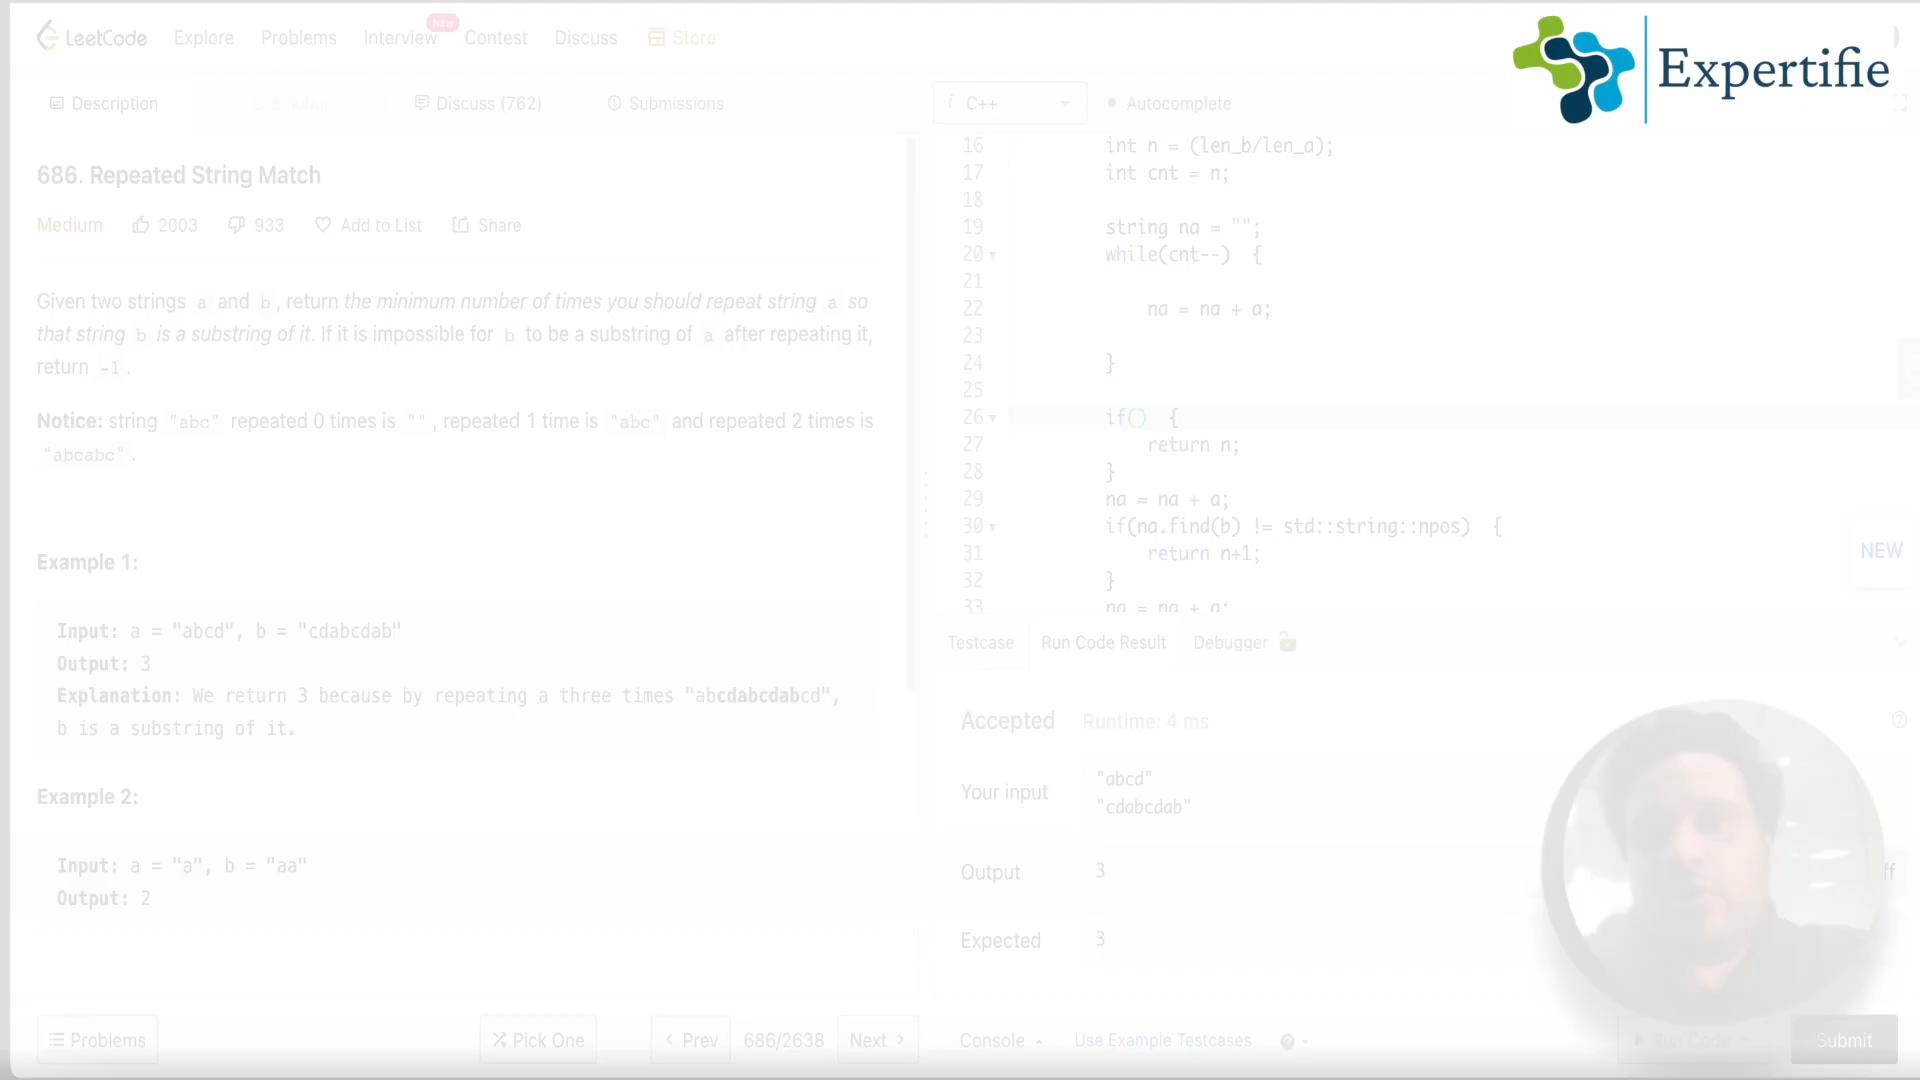 LeetCode Explore Problems Interview New Contest Discuss Store
Expertifie
Description Discuss (762) Submissions
i C++ Autocomplete
686. Repeated String Match
Medium 2003 933 Add to List Share
Given two strings a and b, return the minimum number of times you should repeat string a so
that string b is a substring of it. If it is impossible for b to be a substring of a after repeating it,
return -1.
Notice: string "abc" repeated 0 times is "", repeated 1 time is "abc" and repeated 2 times is
"abcabc".
Example 1:
Input: a = "abcd", b = "cdabcdab"
Output: 3
Explanation: We return 3 because by repeating a three times "abcdabcdabcd",
b is a substring of it.
Example 2:
Input: a = "a", b = "aa"
Output: 2
Problems Pick One Prev 686/2638 Next
16 int n = (len_b/len_a);
17 int cnt = n;
18
19 string na = "";
20 while(cnt--) {
21
22 na = na + a;
23
24 }
25
26 if() {
27 return n;
28 }
29 na = na + a;
30 if(na.find(b) != std::string::npos) {
31 return n+1;
32 }
33 na = na + a;
NEW
Testcase Run Code Result Debugger
Accepted Runtime: 4 ms
Your input "abcd"
"cdabcdab"
Output 3
ff
Expected 3
Console Use Example Testcases ? Run Code Submit